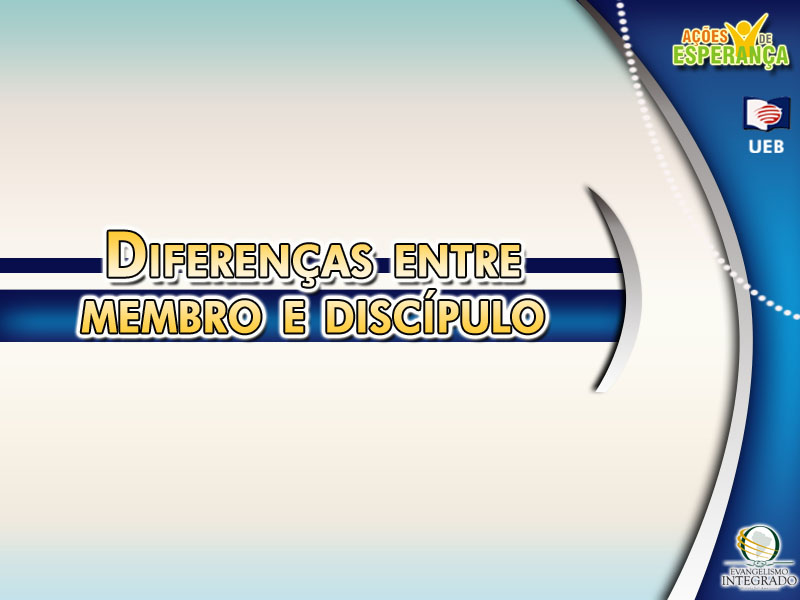 AÇÕES DE
ESPERANÇA
UEB
DIFERENÇAS ENTRE
MEMBRO E DISCÍPULO
EVANGELISMO
INTEGRADO